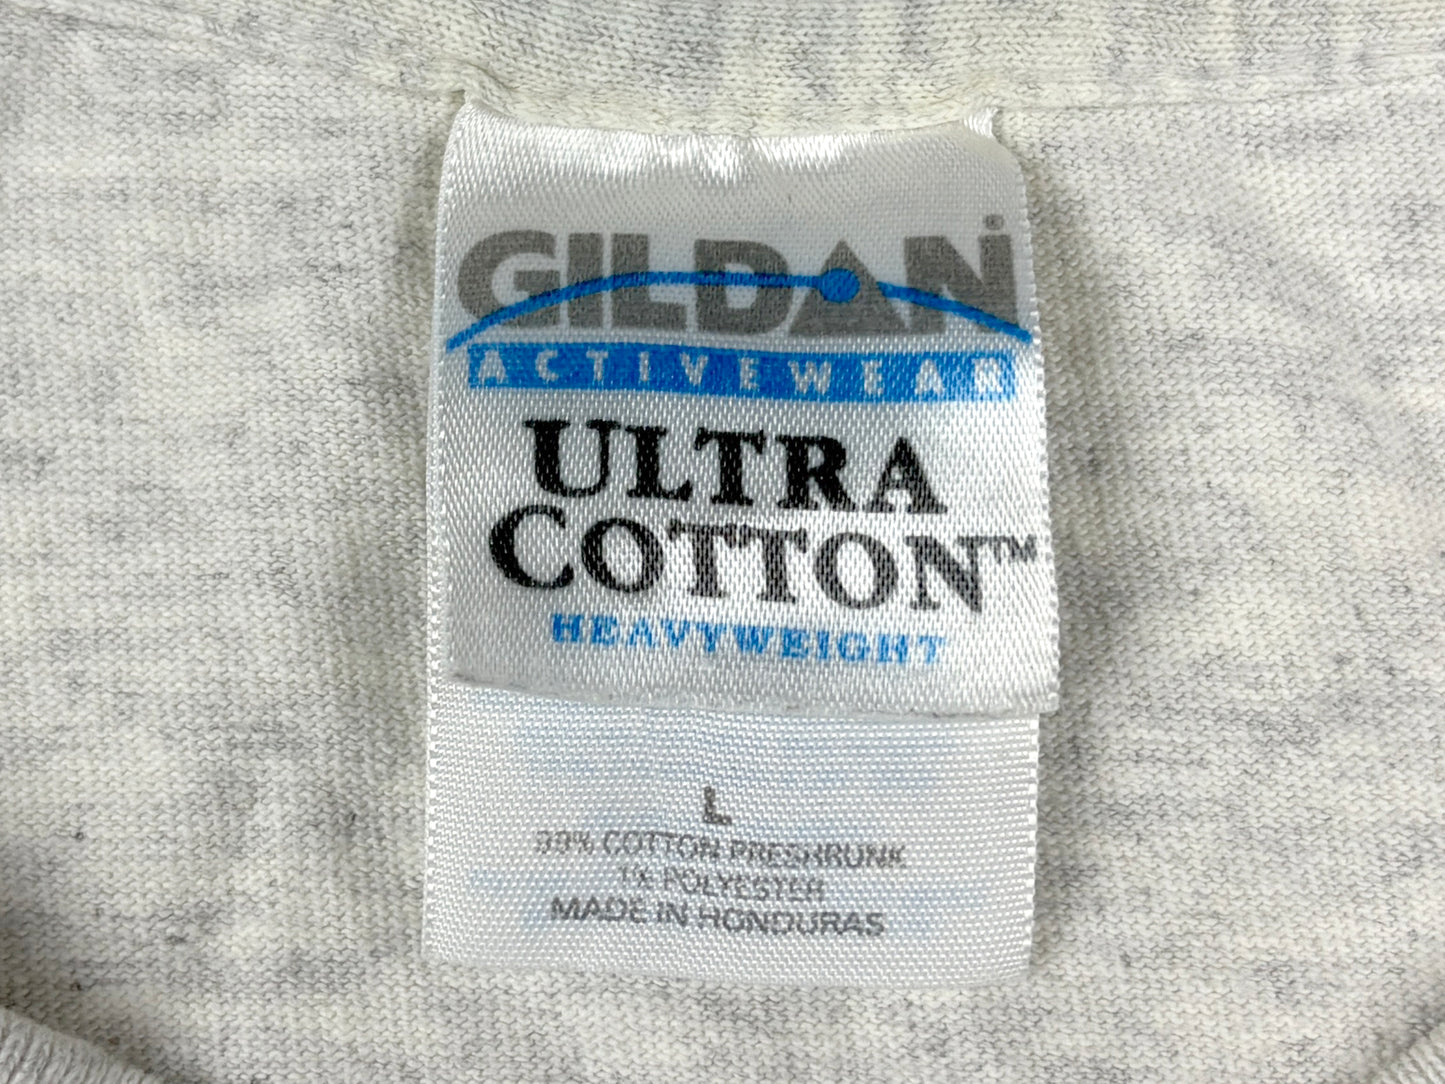 GILDAN®
ACTIVEWEAR
ULTRA
COTTON™
HEAVYWEIGHT
L
99% COTTON PRESHRUNK
1% POLYESTER
MADE IN HONDURAS